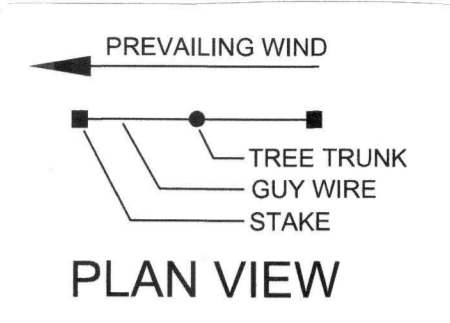 PREVAILING WIND
TREE TRUNK
GUY WIRE
STAKE
PLAN VIEW